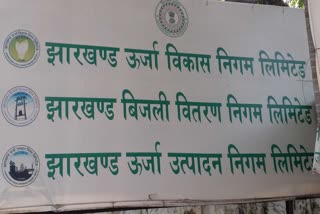 झारखण्ड ऊर्जा विकास निगम लिमिटेड
झारखण्ड बिजली वितरण निगम लिमिटेड
झारखण्ड ऊर्जा उत्पादन निगम लिमिटेड